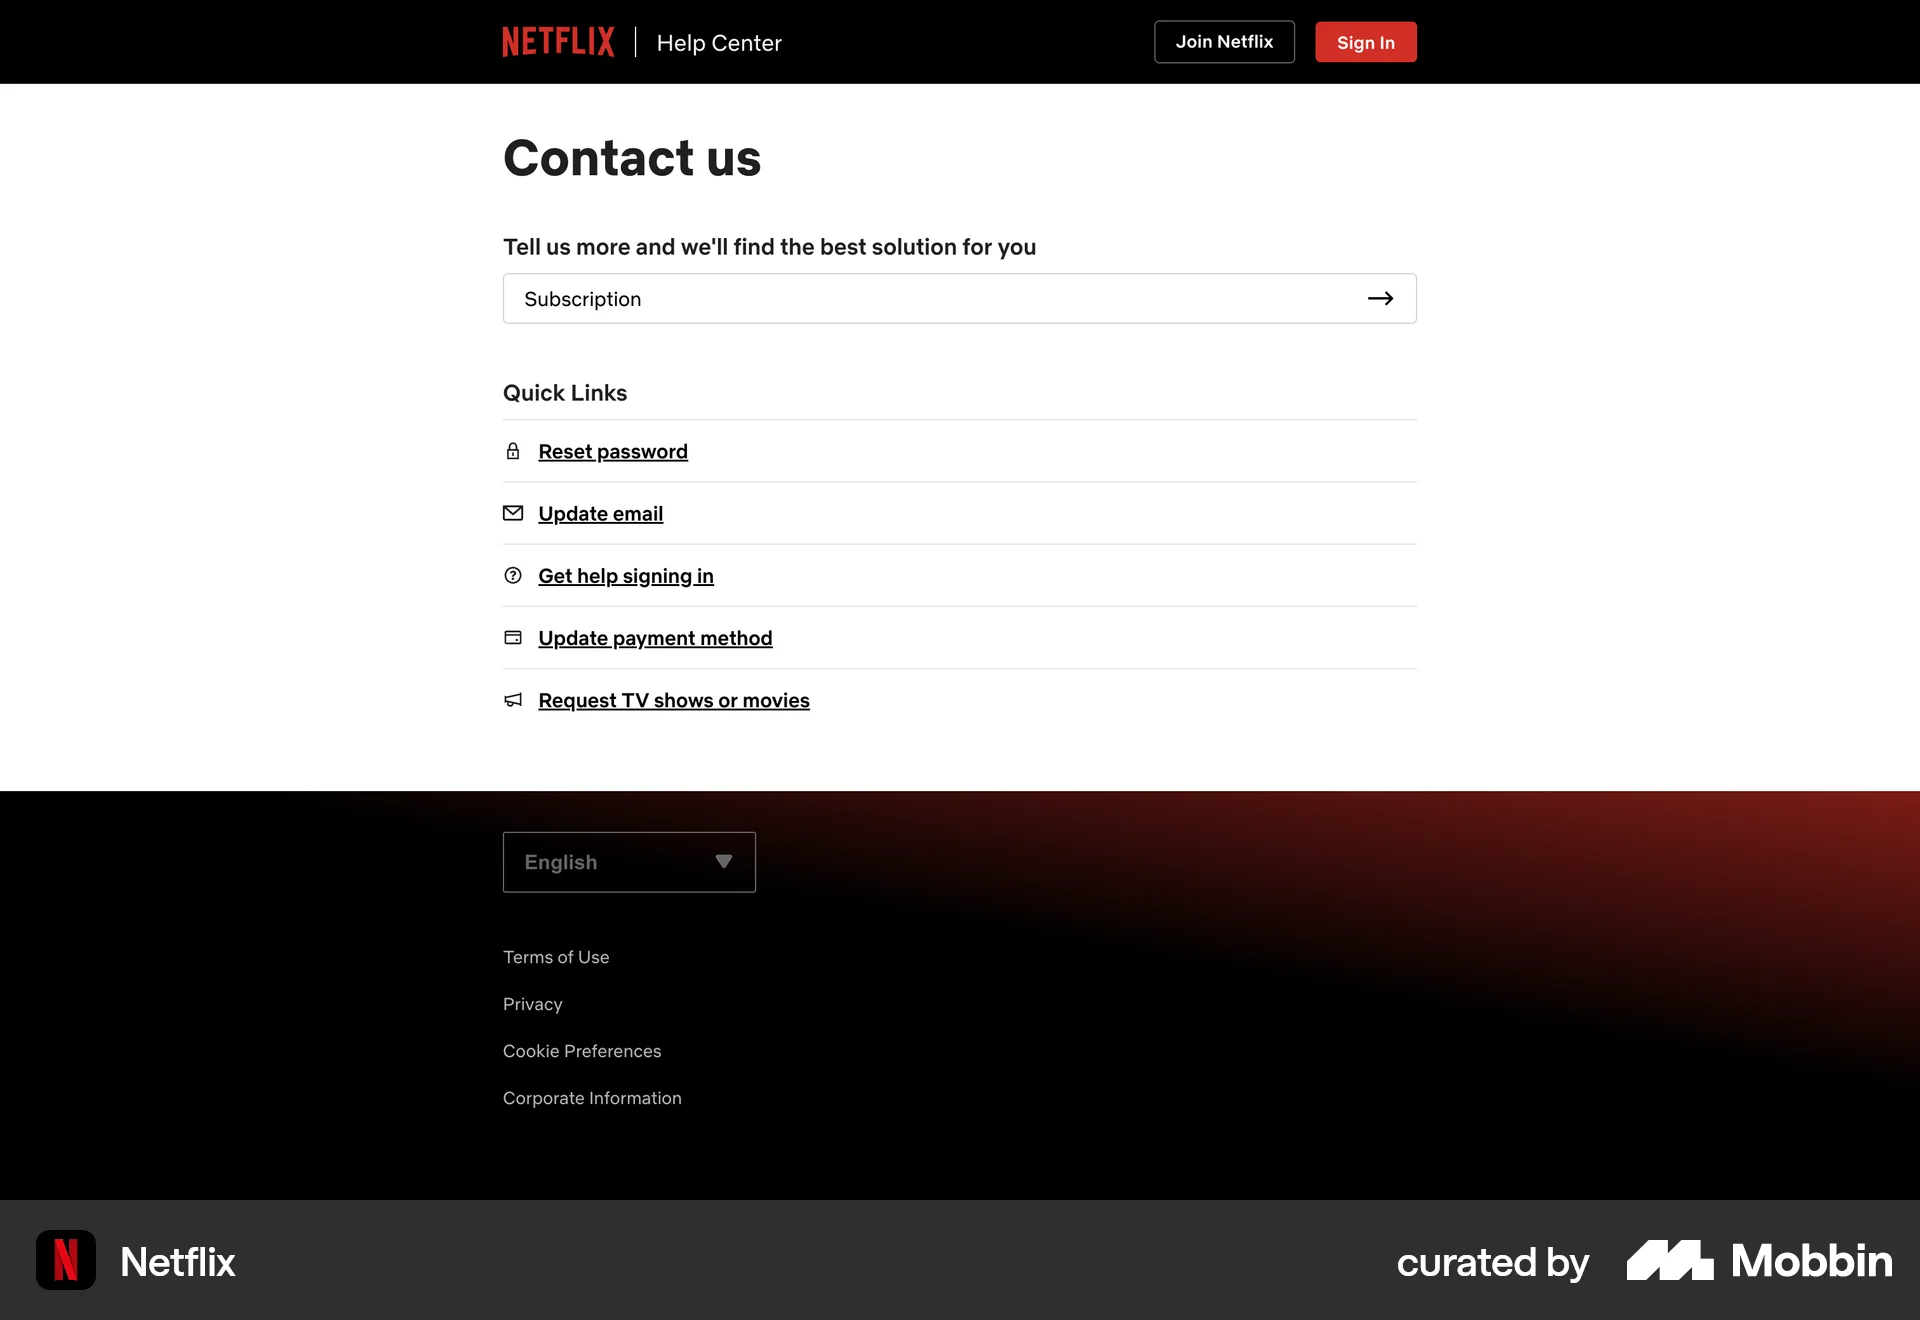 NETFLIX Help Center Join Netflix Sign In
Contact us
Tell us more and we'll find the best solution for you
Subscription
Quick Links
Reset password
Update email
Get help signing in
Update payment method
Request TV shows or movies
English
Terms of Use
Privacy
Cookie Preferences
Corporate Information
N Netflix curated by Mobbin